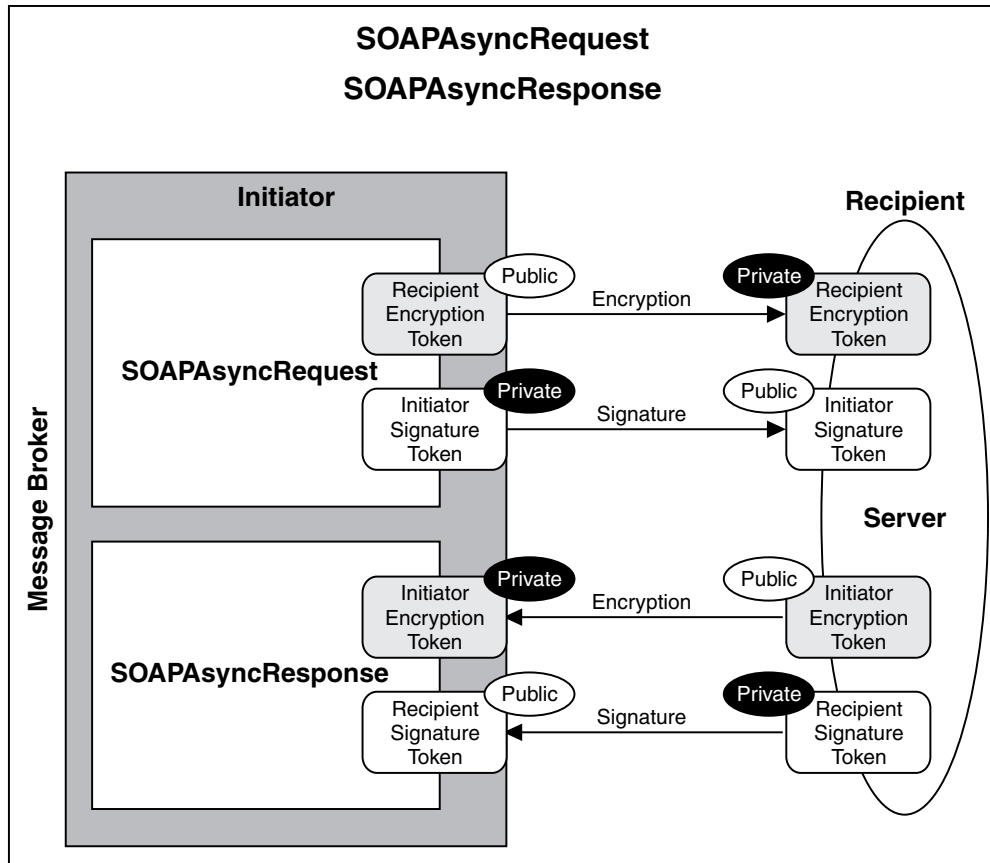 SOAPAsyncRequest
SOAPAsyncResponse
Initiator
Recipient
Message Broker
SOAPAsyncRequest
Recipient
Encryption
Token
Public
Encryption
Private
Recipient
Encryption
Token
Initiator
Signature
Token
Private
Signature
Public
Initiator
Signature
Token
Server
SOAPAsyncResponse
Initiator
Encryption
Token
Private
Encryption
Public
Initiator
Encryption
Token
Recipient
Signature
Token
Public
Signature
Private
Recipient
Signature
Token